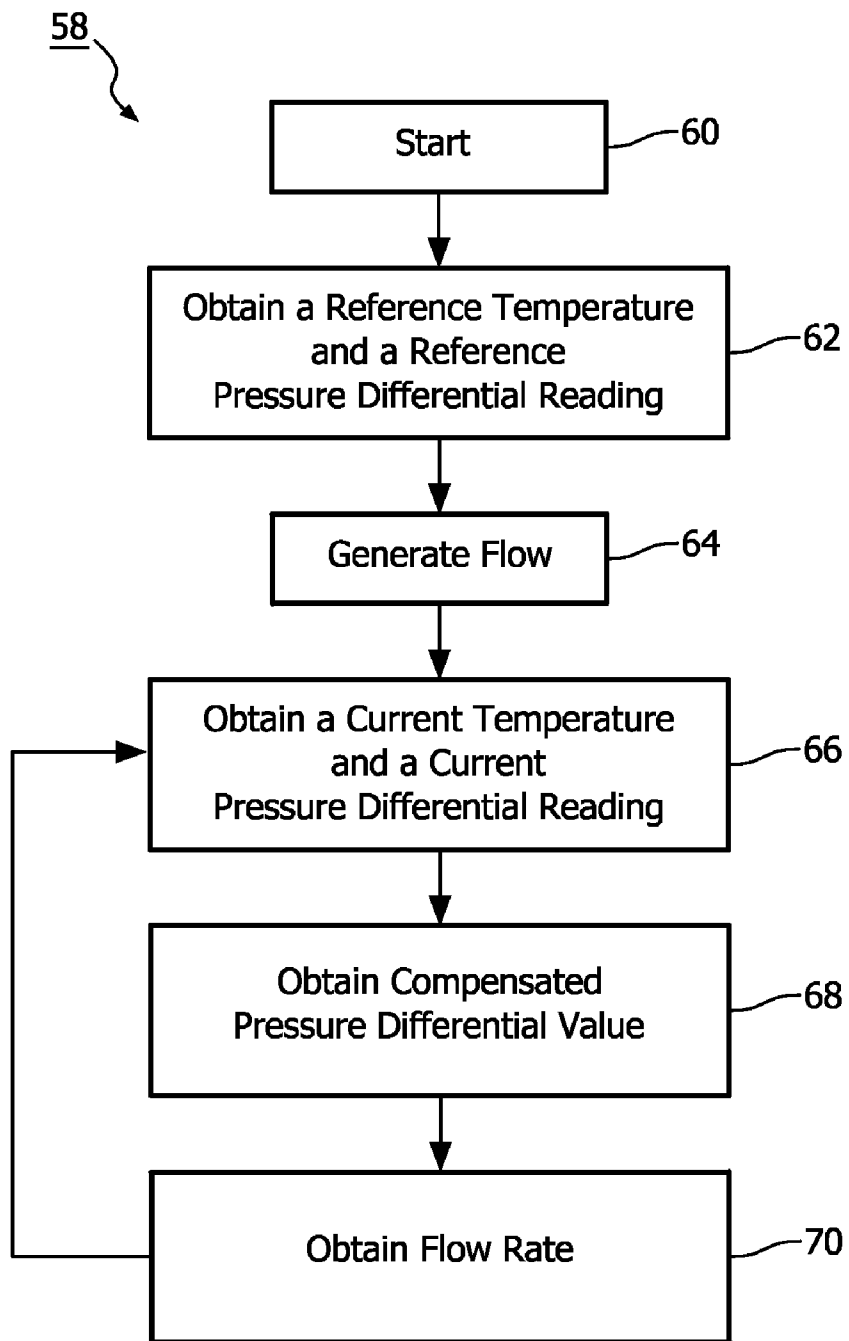 58
Start
60
Obtain a Reference Temperature
and a Reference
Pressure Differential Reading
62
Generate Flow
64
Obtain a Current Temperature
and a Current
Pressure Differential Reading
66
Obtain Compensated
Pressure Differential Value
68
Obtain Flow Rate
70